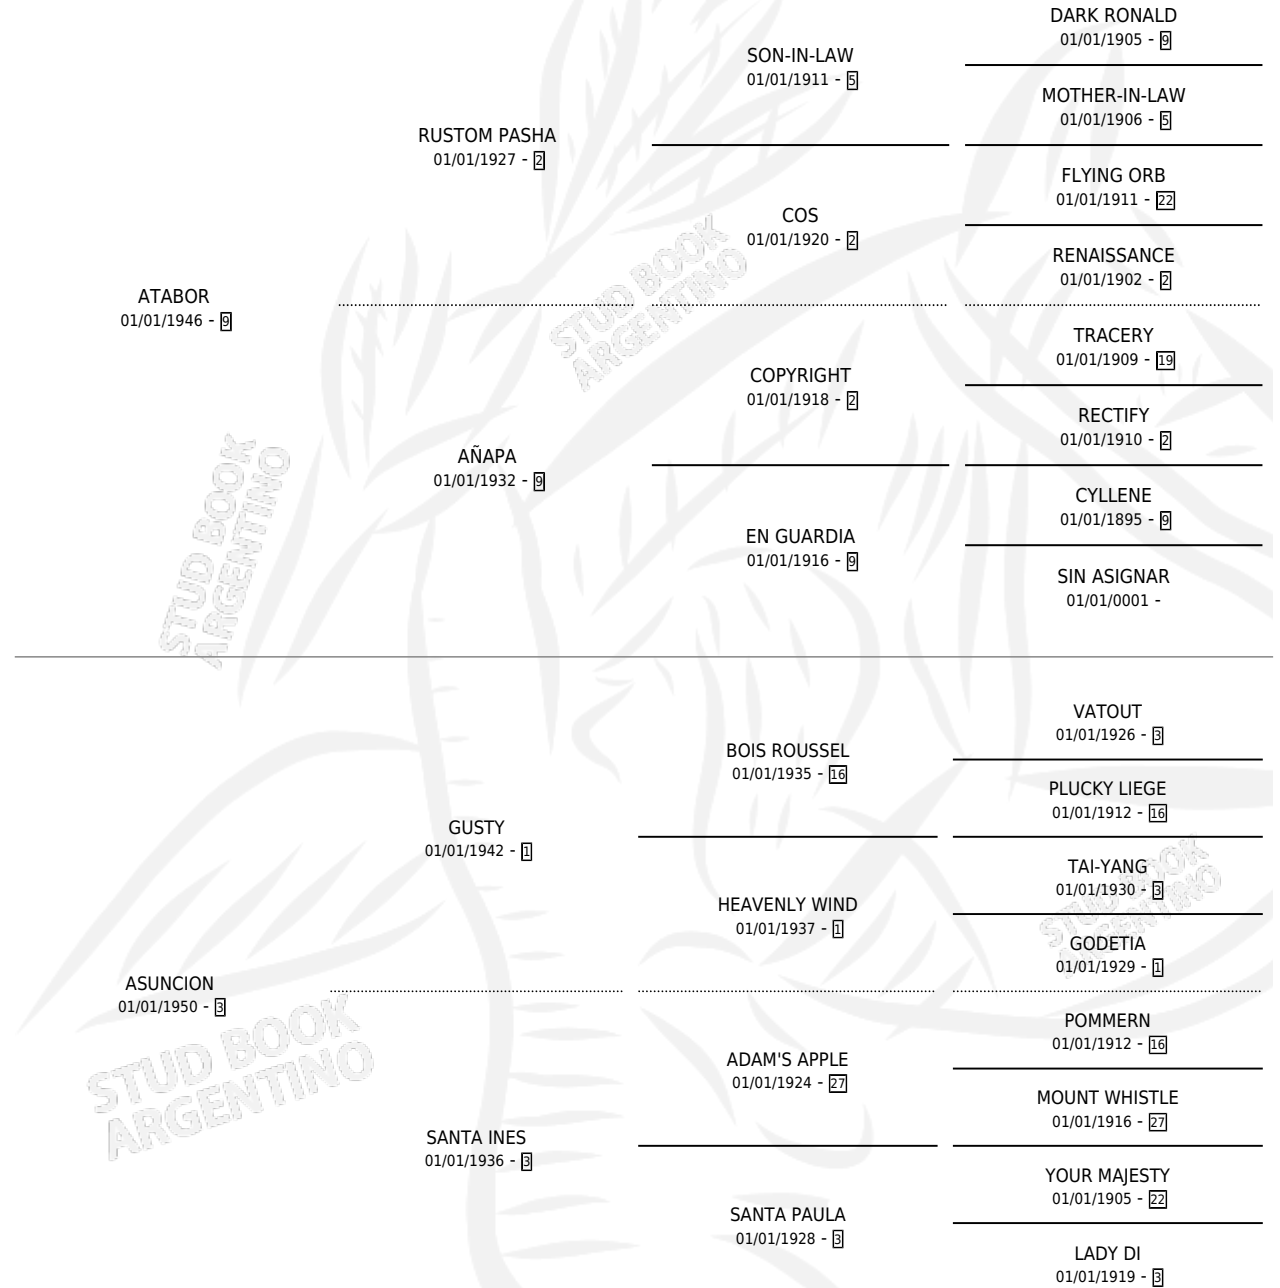 DARK RONALD
01/01/1905 - 9
SON-IN-LAW
01/01/1911 - 5
MOTHER-IN-LAW
01/01/1906 - 5
RUSTOM PASHA
01/01/1927 - 2
FLYING ORB
01/01/1911 - 22
COS
01/01/1920 - 2
RENAISSANCE
01/01/1902 - 2
ATABOR
01/01/1946 - 9
TRACERY
01/01/1909 - 19
COPYRIGHT
01/01/1918 - 2
RECTIFY
01/01/1910 - 2
AÑAPA
01/01/1932 - 9
CYLLENE
01/01/1895 - 9
EN GUARDIA
01/01/1916 - 9
SIN ASIGNAR
01/01/0001 -
VATOUT
01/01/1926 - 3
BOIS ROUSSEL
01/01/1935 - 16
PLUCKY LIEGE
01/01/1912 - 16
GUSTY
01/01/1942 - 1
TAI-YANG
01/01/1930 - 3
HEAVENLY WIND
01/01/1937 - 1
GODETIA
01/01/1929 - 1
ASUNCION
01/01/1950 - 3
POMMERN
01/01/1912 - 16
ADAM'S APPLE
01/01/1924 - 27
MOUNT WHISTLE
01/01/1916 - 27
SANTA INES
01/01/1936 - 3
YOUR MAJESTY
01/01/1905 - 22
SANTA PAULA
01/01/1928 - 3
LADY DI
01/01/1919 - 3
STUD BOOK
ARGENTINO
STUD BOOK
ARGENTINO
STUD BOOK
ARGENTINO
STUD BOOK
ARGENTINO